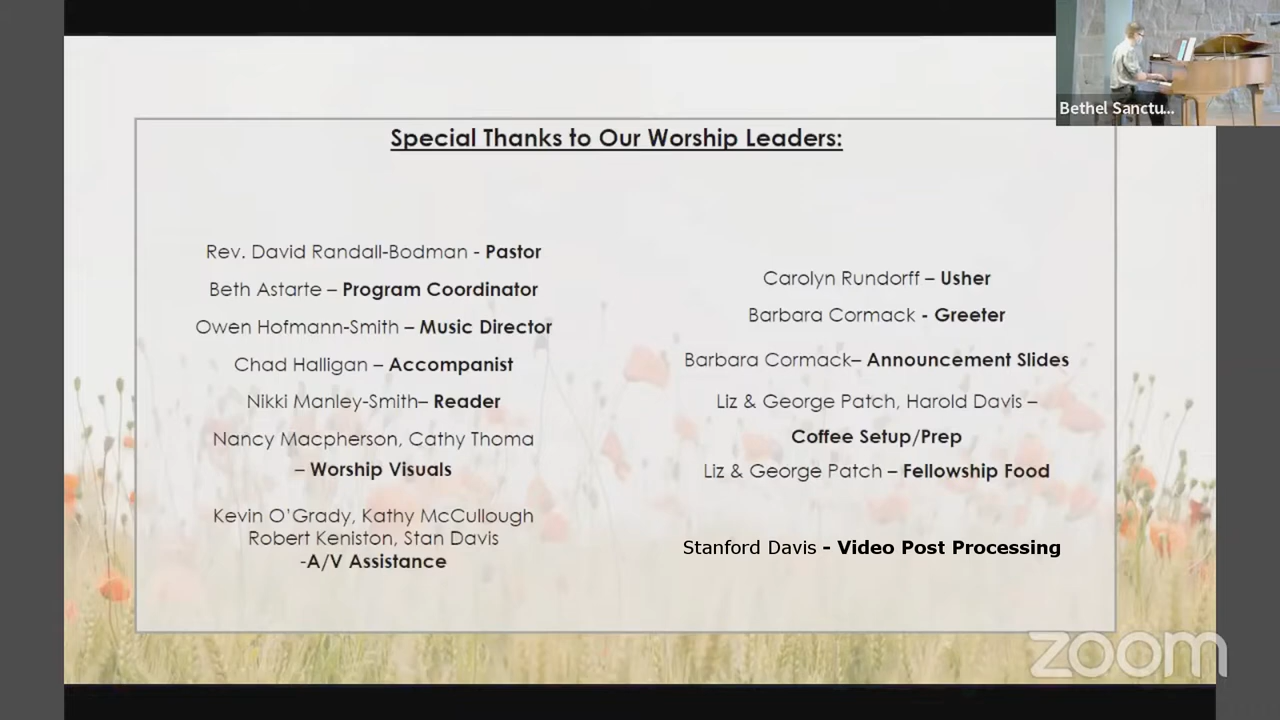 Bethel Sanctu...
Special Thanks to Our Worship Leaders:
Rev. David Randall-Bodman - Pastor
Beth Astarte – Program Coordinator
Owen Hofmann-Smith – Music Director
Chad Halligan – Accompanist
Nikki Manley-Smith– Reader
Nancy Macpherson, Cathy Thoma
– Worship Visuals
Kevin O'Grady, Kathy McCullough
Robert Keniston, Stan Davis
-A/V Assistance
Carolyn Rundorff – Usher
Barbara Cormack - Greeter
Barbara Cormack– Announcement Slides
Liz & George Patch, Harold Davis –
Coffee Setup/Prep
Liz & George Patch – Fellowship Food
Stanford Davis - Video Post Processing
zoom